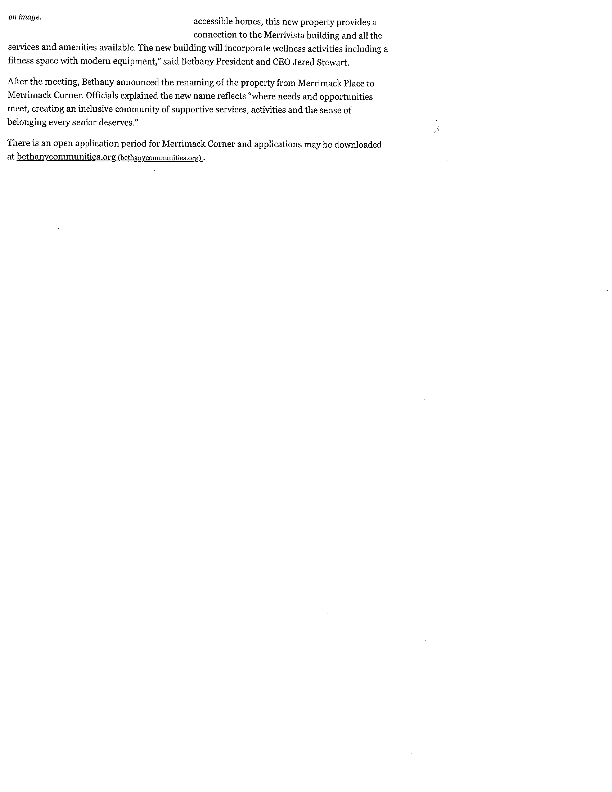 on image.
accessible homes, this new property provides a
connection to the Merrivista building and all the
services and amenities available. The new building will incorporate wellness activities including a
fitness space with modern equipment," said Bethany President and CEO Jered Stewart.
After the meeting, Bethany announced the renaming of the property from Merrimack Place to
Merrimack Corner. Officials explained the new name reflects "where needs and opportunities
meet, creating an inclusive community of supportive services, activities and the sense of
belonging every senior deserves."
There is an open application period for Merrimack Corner and applications may be downloaded
at bethanycommunities.org (bethanycommunities.org) .